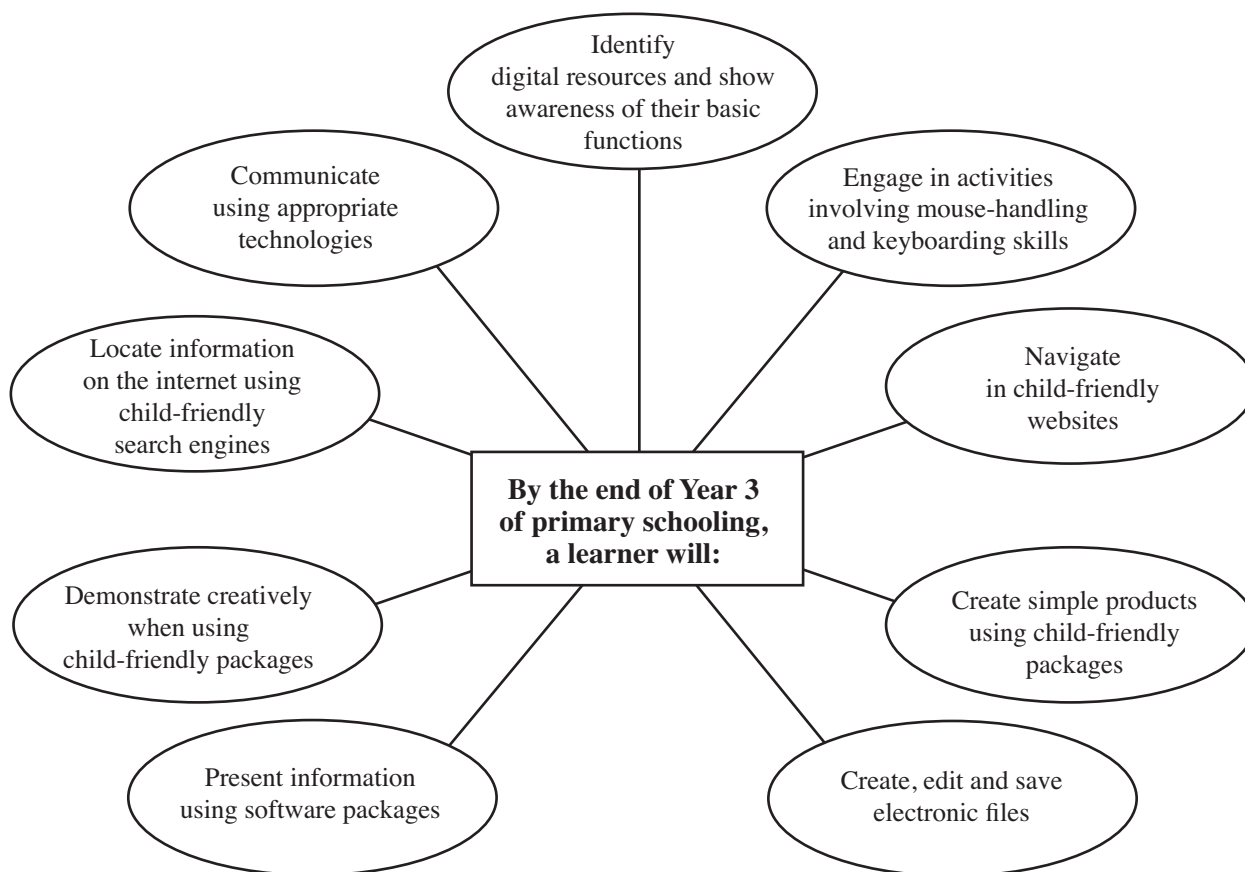 Identify
digital resources and show
awareness of their basic
functions
Communicate
using appropriate
technologies
Engage in activities
involving mouse-handling
and keyboarding skills
Locate information
on the internet using
child-friendly
search engines
Navigate
in child-friendly
websites
By the end of Year 3
of primary schooling,
a learner will:
Demonstrate creatively
when using
child-friendly packages
Create simple products
using child-friendly
packages
Present information
using software packages
Create, edit and save
electronic files